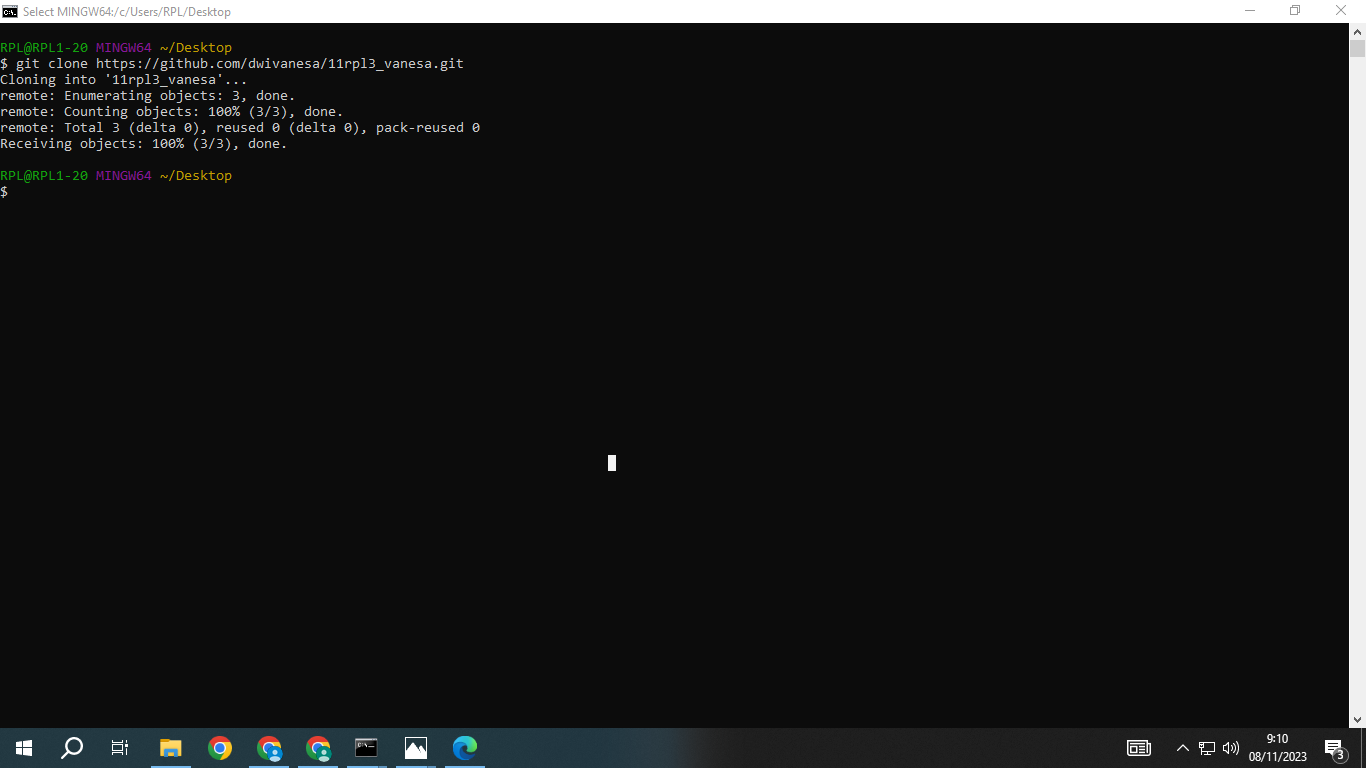 Select MINGW64:/c/Users/RPL/Desktop
RPL@RPL1-20 MINGW64 ~/Desktop
$ git clone https://github.com/dwivanesa/11rpl3_vanesa.git
Cloning into '11rpl3_vanesa'...
remote: Enumerating objects: 3, done.
remote: Counting objects: 100% (3/3), done.
remote: Total 3 (delta 0), reused 0 (delta 0), pack-reused 0
Receiving objects: 100% (3/3), done.
RPL@RPL1-20 MINGW64 ~/Desktop
$
9:10
08/11/2023
3